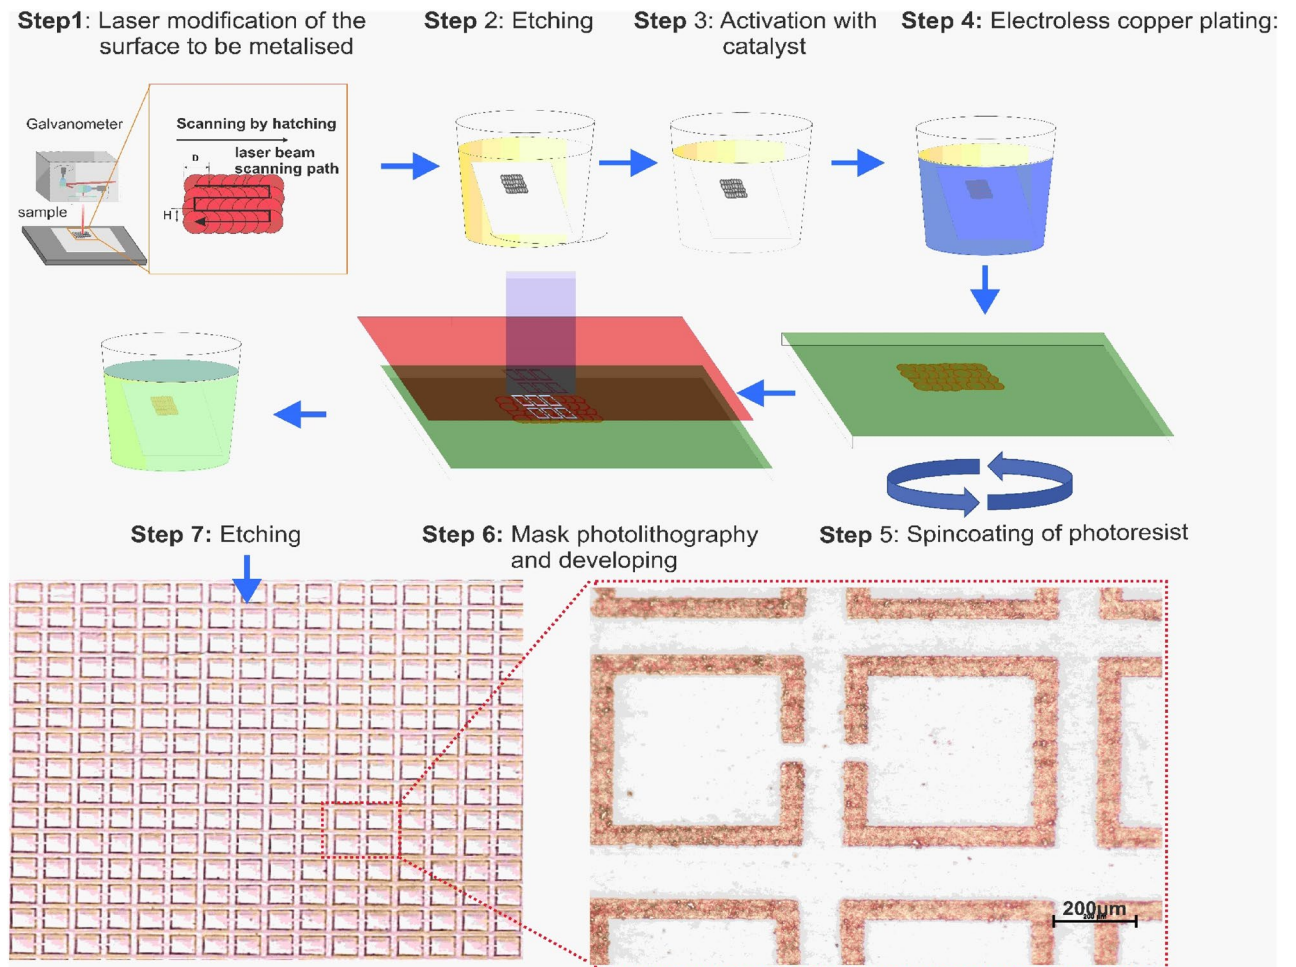 Step1: Laser modification of the
surface to be metalised
Step 2: Etching
Step 3: Activation with
catalyst
Step 4: Electroless copper plating:
Galvanometer
sample
Scanning by hatching
D
laser beam
scanning path
H
Step 7: Etching
Step 6: Mask photolithography
and developing
Step 5: Spincoating of photoresist
200µm
200 µm